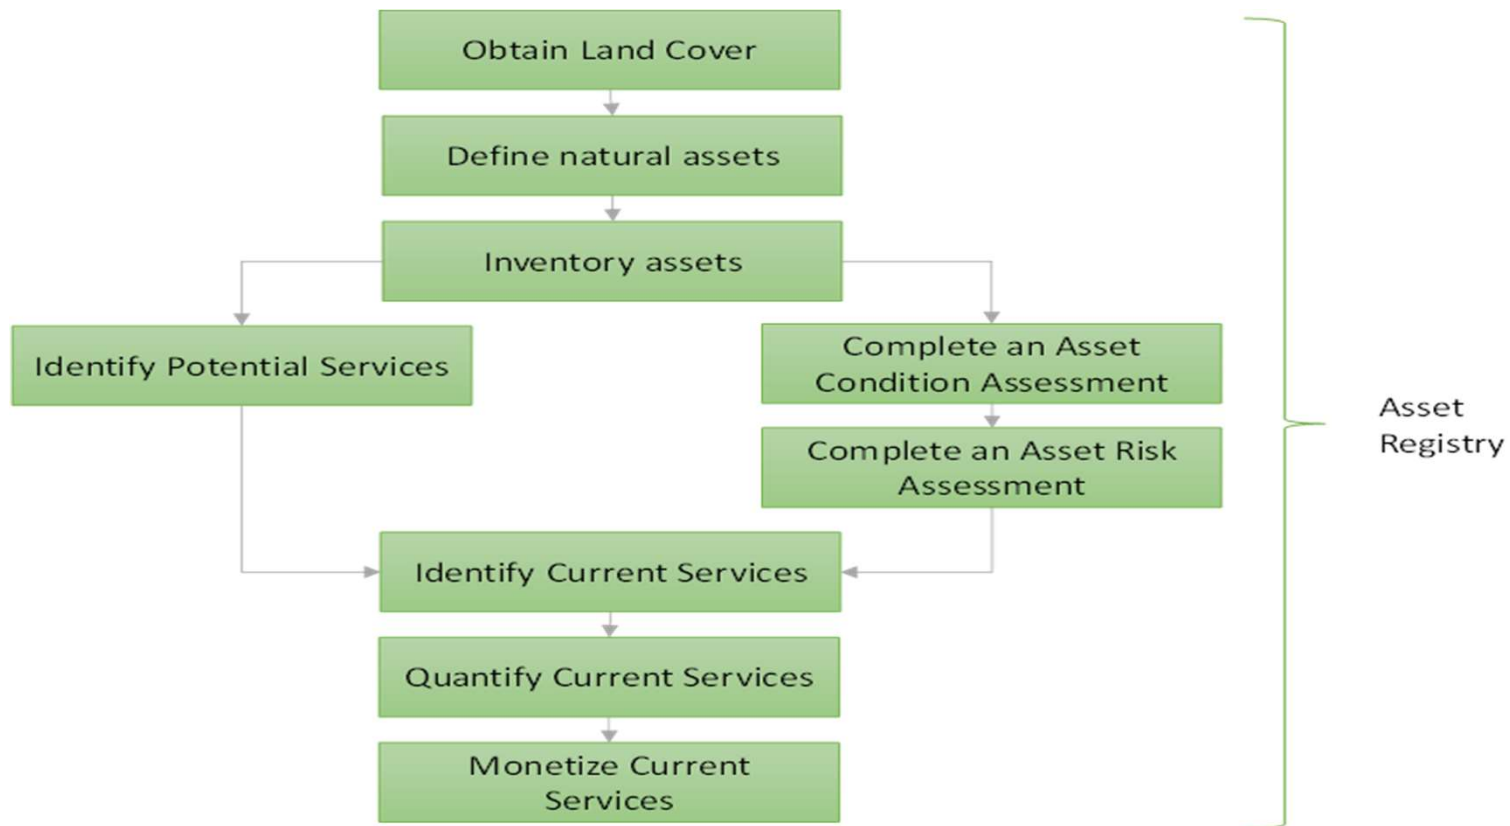 Obtain Land Cover
Define natural assets
Inventory assets
Identify Potential Services
Complete an Asset
Condition Assessment
Complete an Asset Risk
Assessment
Identify Current Services
Quantify Current Services
Monetize Current
Services
Asset
Registry